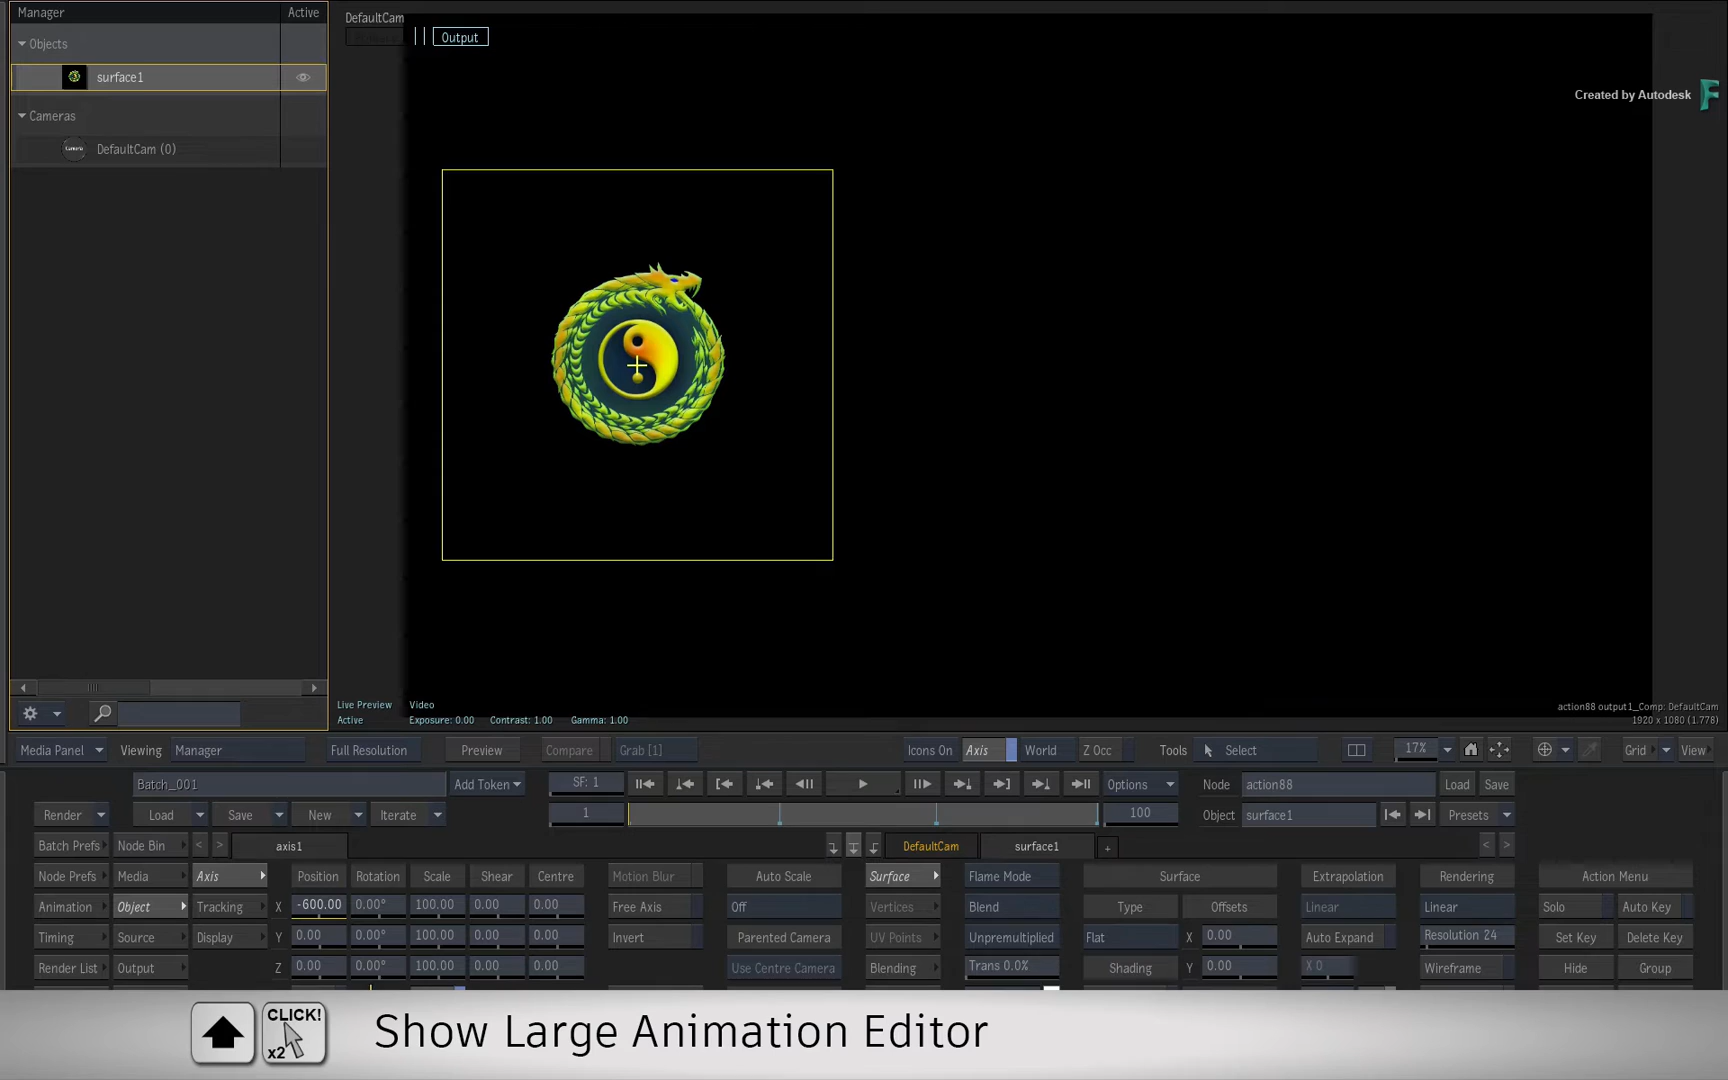 Manager Active
Objects
surface1
Cameras
Camera DefaultCam (0)
DefaultCam
Output
Created by Autodesk
Live Preview Video
Active Exposure: 0.00 Contrast: 1.00 Gamma: 1.00
action88 output1_Comp: DefaultCam
1920 x 1080 (1.778)
Media Panel Viewing Manager Full Resolution Preview Compare Grab [1] Icons On Axis World Z Occ Tools Select 17% Grid View
Batch_001 Add Token SF: 1 Options Node action88 Load Save
Render Load Save New Iterate 1 100 Object surface1 Presets
Batch Prefs Node Bin < > axis1 DefaultCam surface1 + < >
Node Prefs Media Axis Position Rotation Scale Shear Centre Motion Blur Auto Scale Surface Flame Mode Surface Extrapolation Rendering Action Menu
Animation Object Tracking X -600.00 0.00° 100.00 0.00 0.00 Free Axis Off Vertices Blend Type Offsets Linear Linear Solo Auto Key
Timing Source Display Y 0.00 0.00° 100.00 0.00 0.00 Invert Parented Camera UV Points Unpremultiplied Flat X 0.00 Auto Expand Resolution 24 Set Key Delete Key
Render List Output Z 0.00 0.00° 100.00 0.00 0.00 Use Centre Camera Blending Trans 0.0% Shading Y 0.00 X 0 Wireframe Hide Group
CLICK!
x2
Show Large Animation Editor